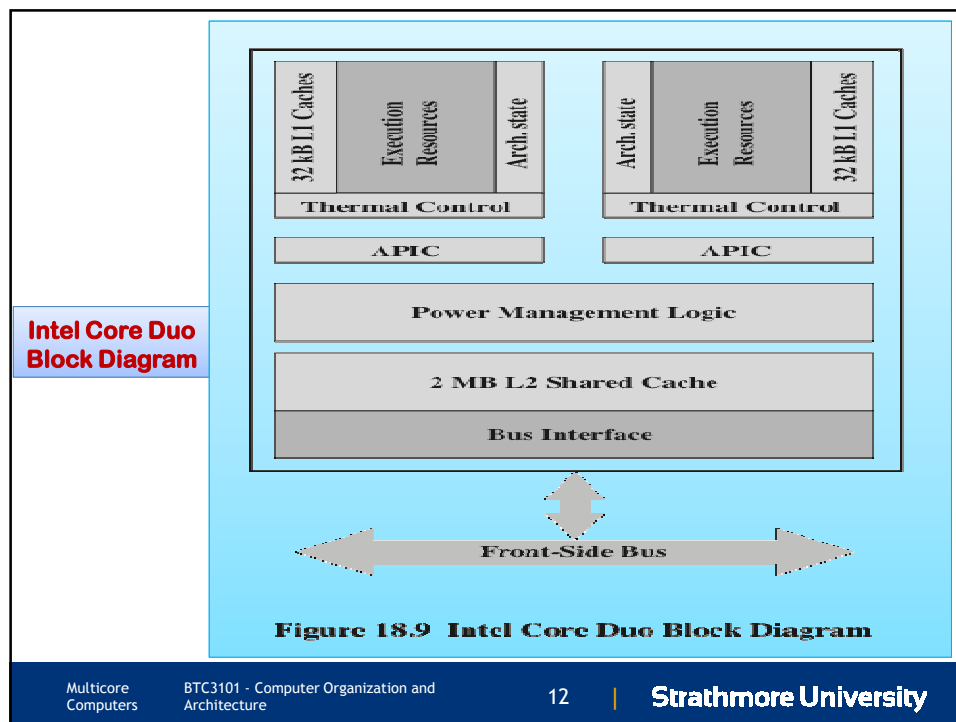 32 kB L1 Caches
Execution
Resources
Arch. state
Arch. state
Execution
Resources
32 kB L1 Caches
Thermal Control
Thermal Control
APIC
APIC
Power Management Logic
Intel Core Duo
Block Diagram
2 MB L2 Shared Cache
Bus Interface
Front-Side Bus
Figure 18.9 Intel Core Duo Block Diagram
Multicore
Computers
BTC3101 - Computer Organization and
Architecture
12
|
Strathmore University